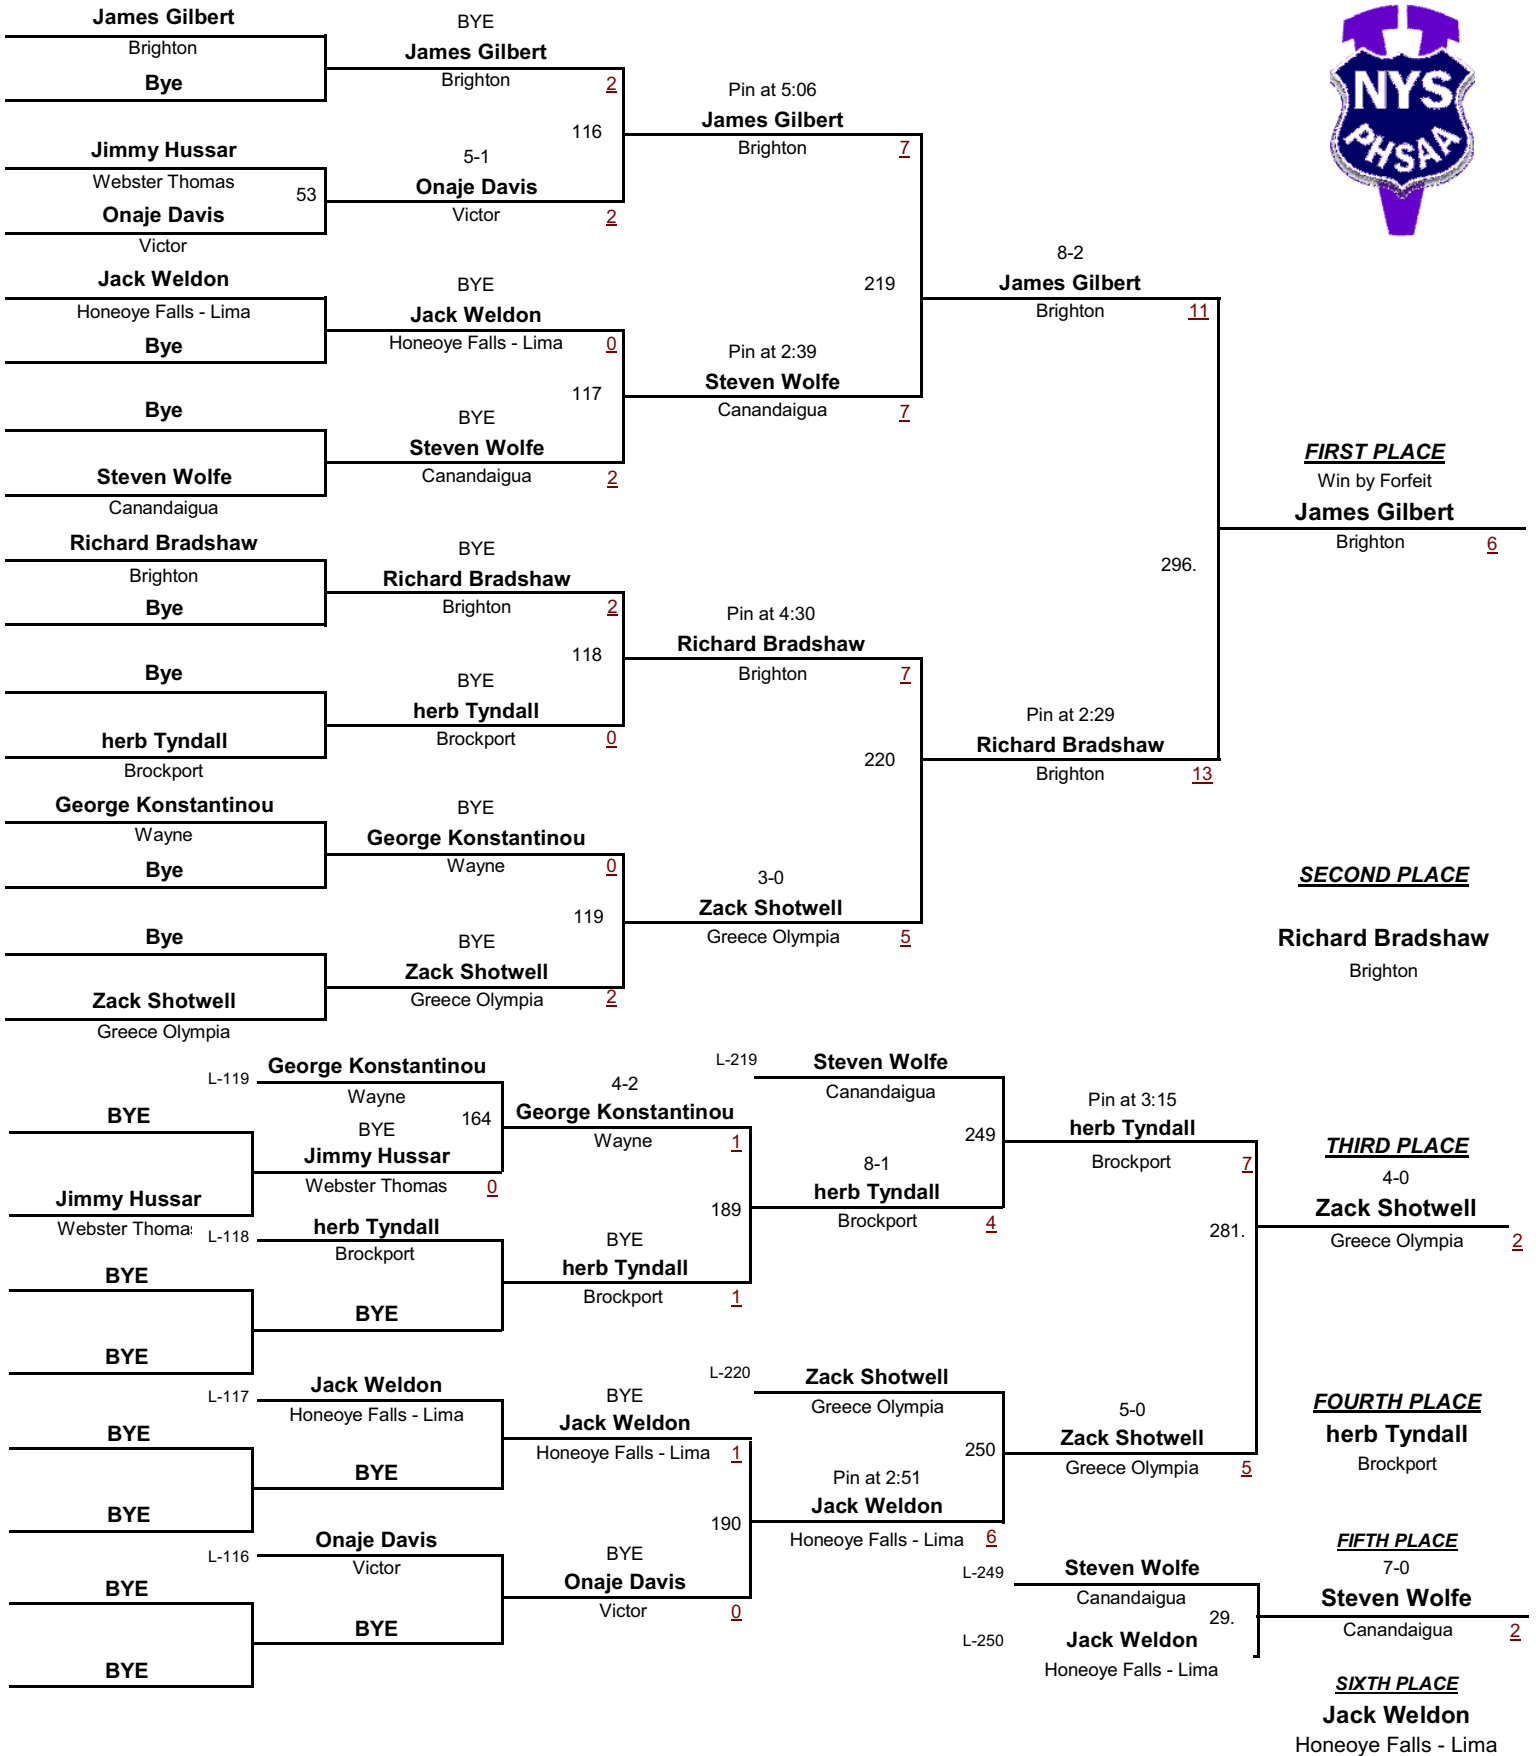 James Gilbert
Brighton
Bye
Jimmy Hussar
Webster Thomas
53
Onaje Davis
Victor
Jack Weldon
Honeoye Falls - Lima
Bye
Bye
Steven Wolfe
Canandaigua
Richard Bradshaw
Brighton
Bye
Bye
herb Tyndall
Brockport
George Konstantinou
Wayne
Bye
Bye
Zack Shotwell
Greece Olympia
BYE
James Gilbert
Brighton
2
116
5-1
Onaje Davis
Victor
2
BYE
Jack Weldon
Honeoye Falls - Lima
0
117
BYE
Steven Wolfe
Canandaigua
2
BYE
Richard Bradshaw
Brighton
2
118
BYE
herb Tyndall
Brockport
0
BYE
George Konstantinou
Wayne
0
119
BYE
Zack Shotwell
Greece Olympia
2
Pin at 5:06
James Gilbert
Brighton
7
219
Pin at 2:39
Steven Wolfe
Canandaigua
7
Pin at 4:30
Richard Bradshaw
Brighton
7
220
3-0
Zack Shotwell
Greece Olympia
5
8-2
James Gilbert
Brighton
11
296.
Pin at 2:29
Richard Bradshaw
Brighton
13
NYS
PHSAA
FIRST PLACE
Win by Forfeit
James Gilbert
Brighton
6
SECOND PLACE
Richard Bradshaw
Brighton
BYE
Jimmy Hussar
Webster Thomas
BYE
BYE
BYE
BYE
BYE
BYE
L-119
George Konstantinou
Wayne
164
BYE
Jimmy Hussar
Webster Thomas
0
L-118
herb Tyndall
Brockport
BYE
L-117
Jack Weldon
Honeoye Falls - Lima
BYE
L-116
Onaje Davis
Victor
BYE
4-2
George Konstantinou
Wayne
1
189
BYE
herb Tyndall
Brockport
1
BYE
Jack Weldon
Honeoye Falls - Lima
1
190
BYE
Onaje Davis
Victor
0
L-219
Steven Wolfe
Canandaigua
249
8-1
herb Tyndall
Brockport
4
L-220
Zack Shotwell
Greece Olympia
250
Pin at 2:51
Jack Weldon
Honeoye Falls - Lima
6
Pin at 3:15
herb Tyndall
Brockport
7
281.
5-0
Zack Shotwell
Greece Olympia
5
L-249
Steven Wolfe
Canandaigua
29.
L-250
Jack Weldon
Honeoye Falls - Lima
THIRD PLACE
4-0
Zack Shotwell
Greece Olympia
2
FOURTH PLACE
herb Tyndall
Brockport
FIFTH PLACE
7-0
Steven Wolfe
Canandaigua
2
SIXTH PLACE
Jack Weldon
Honeoye Falls - Lima